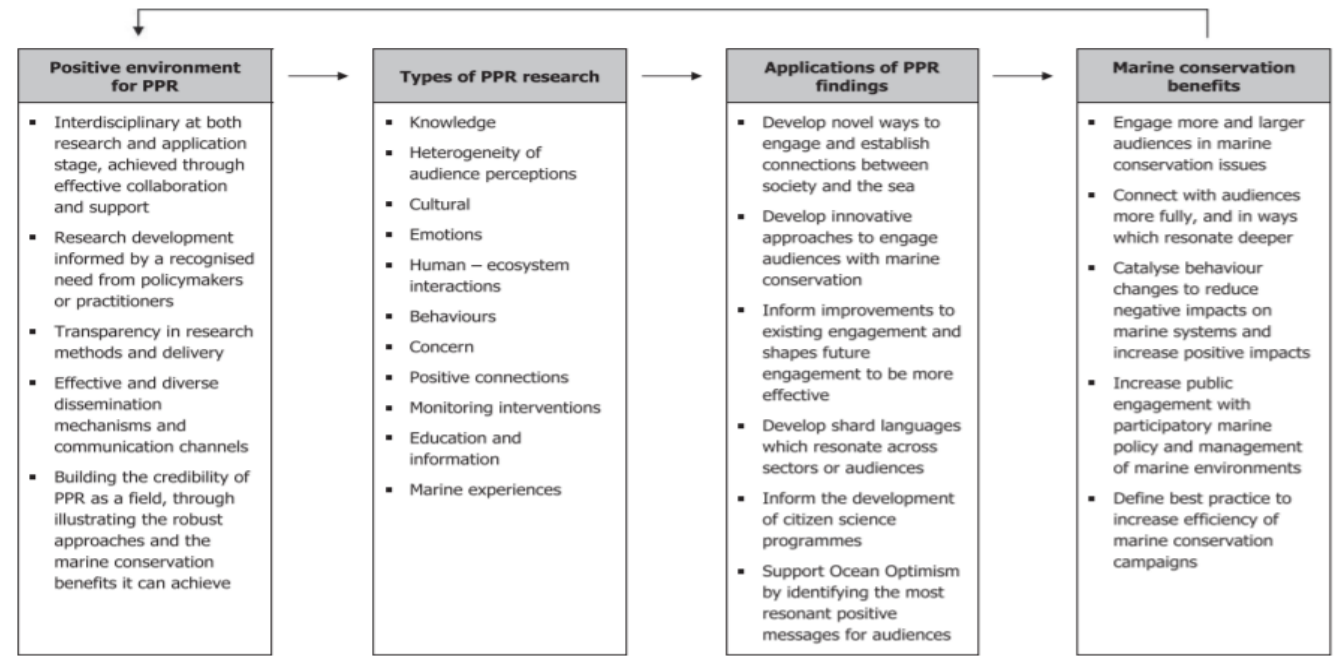 Positive environment
for PPR
▪ Interdisciplinary at both
research and application
stage, achieved through
effective collaboration
and support
▪ Research development
informed by a recognised
need from policymakers
or practitioners
▪ Transparency in research
methods and delivery
▪ Effective and diverse
dissemination
mechanisms and
communication channels
▪ Building the credibility of
PPR as a field, through
illustrating the robust
approaches and the
marine conservation
benefits it can achieve
Types of PPR research
▪ Knowledge
▪ Heterogeneity of
audience perceptions
▪ Cultural
▪ Emotions
▪ Human – ecosystem
interactions
▪ Behaviours
▪ Concern
▪ Positive connections
▪ Monitoring interventions
▪ Education and
information
▪ Marine experiences
Applications of PPR
findings
▪ Develop novel ways to
engage and establish
connections between
society and the sea
▪ Develop innovative
approaches to engage
audiences with marine
conservation
▪ Inform improvements to
existing engagement and
shapes future
engagement to be more
effective
▪ Develop shard languages
which resonate across
sectors or audiences
▪ Inform the development
of citizen science
programmes
▪ Support Ocean Optimism
by identifying the most
resonant positive
messages for audiences
Marine conservation
benefits
▪ Engage more and larger
audiences in marine
conservation issues
▪ Connect with audiences
more fully, and in ways
which resonate deeper
▪ Catalyse behaviour
changes to reduce
negative impacts on
marine systems and
increase positive impacts
▪ Increase public
engagement with
participatory marine
policy and management
of marine environments
▪ Define best practice to
increase efficiency of
marine conservation
campaigns